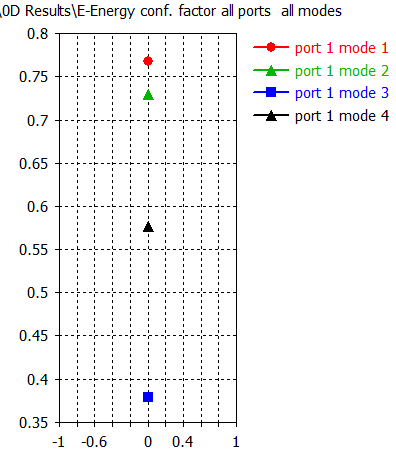 \0D Results\E-Energy conf. factor all ports  all modes
0.8
0.75
0.7
0.65
0.6
0.55
0.5
0.45
0.4
0.35
-1 -0.6 0 0.4 1
port 1 mode 1
port 1 mode 2
port 1 mode 3
port 1 mode 4